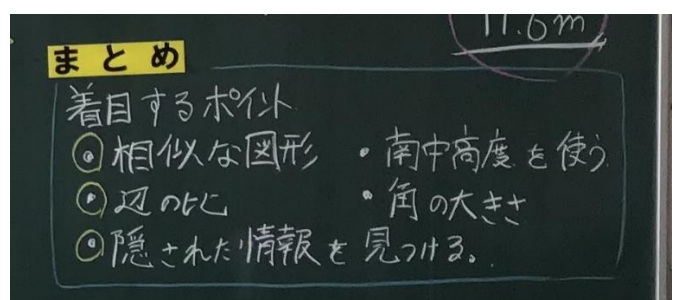 11.6m
まとめ
着目するポイント
・相似な図形 ・南中高度を使う
・辺の比 ・角の大きさ
・隠された情報を見つける。